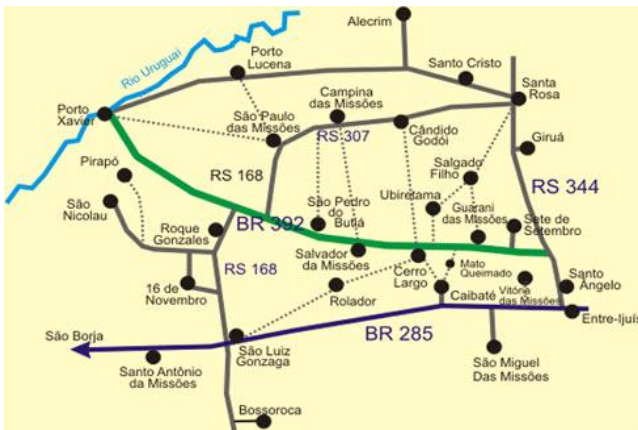 Alecrim
Rio Uruguai
Porto
Lucena
Santo Cristo
Santa
Rosa
Porto
Xavier
Campina
das Missões
São Paulo
das Missões
RS 307
Cândido
Godói
Giruá
Pirapó
RS 168
Salgado
Filho
RS 344
São
Nicolau
Roque
Gonzales
BR 392
São Pedro
do
Butiá
Ubiretama
Guarani
das Missões
Sete de
Setembro
RS 168
Salvador
da Missões
Cerro
Largo
Mato
Queimado
Santo
Ângelo
16 de
Novembro
Rolador
Caibaté
Vitória
das Missões
Entre-Ijuís
São Borja
BR 285
São Luiz
Gonzaga
Santo Antônio
da Missões
São Miguel
Das Missões
Bossoroca